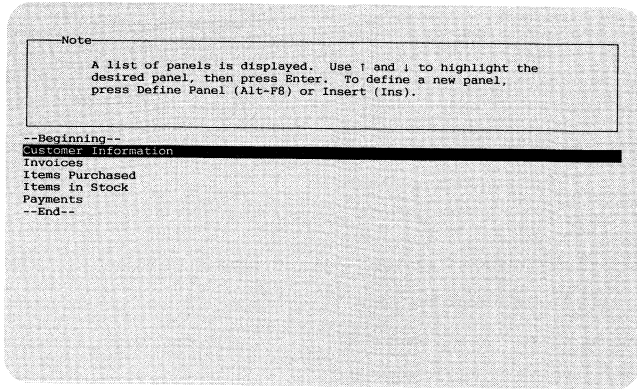 Note
A list of panels is displayed.  Use ↑ and ↓ to highlight the
desired panel, then press Enter.  To define a new panel,
press Define Panel (Alt-F8) or Insert (Ins).
--Beginning--
Customer Information
Invoices
Items Purchased
Items in Stock
Payments
--End--